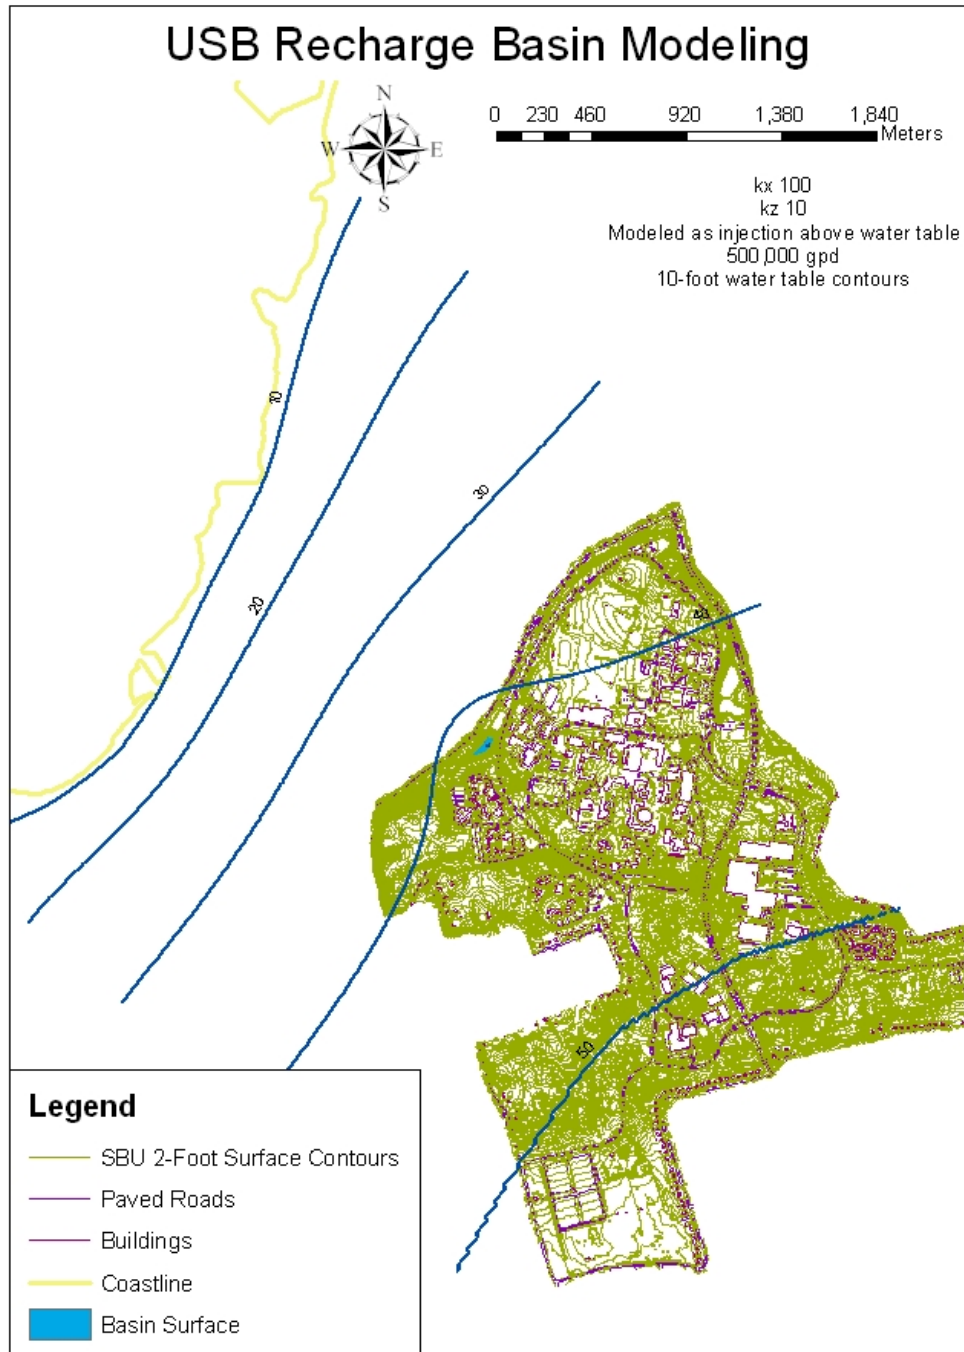 USB Recharge Basin Modeling
N
W E
S
0 230 460 920 1,380 1,840
Meters
kx 100
kz 10
Modeled as injection above water table
500,000 gpd
10-foot water table contours
10
30
20
40
50
Legend
SBU 2-Foot Surface Contours
Paved Roads
Buildings
Coastline
Basin Surface